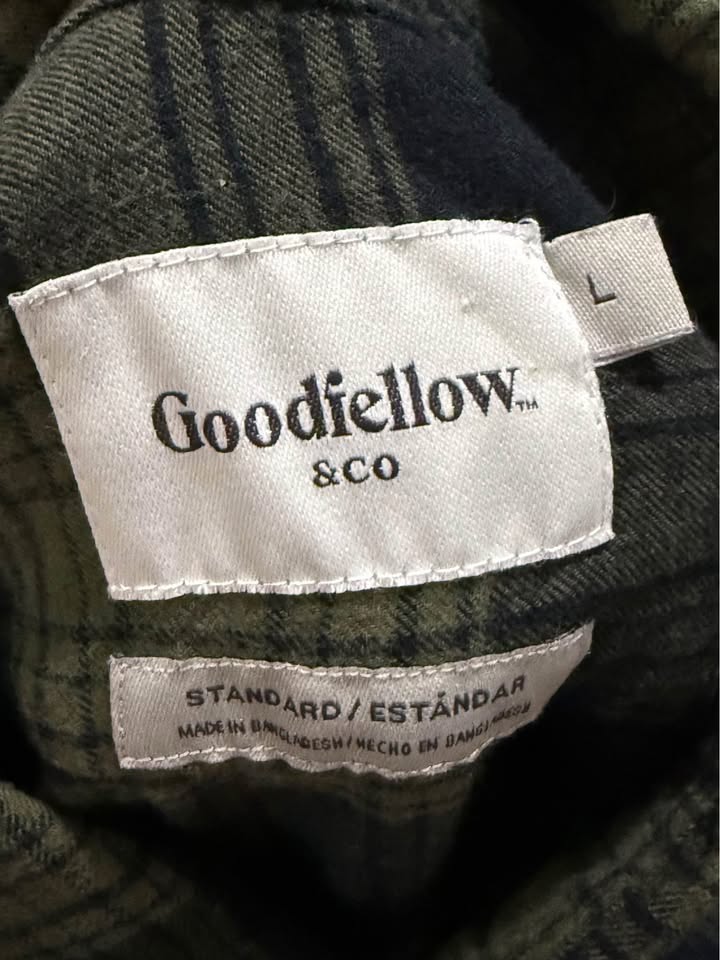 Goodfellow™
&CO
L
STANDARD / ESTÁNDAR
MADE IN BANGLADESH / HECHO EN BANGLADESH